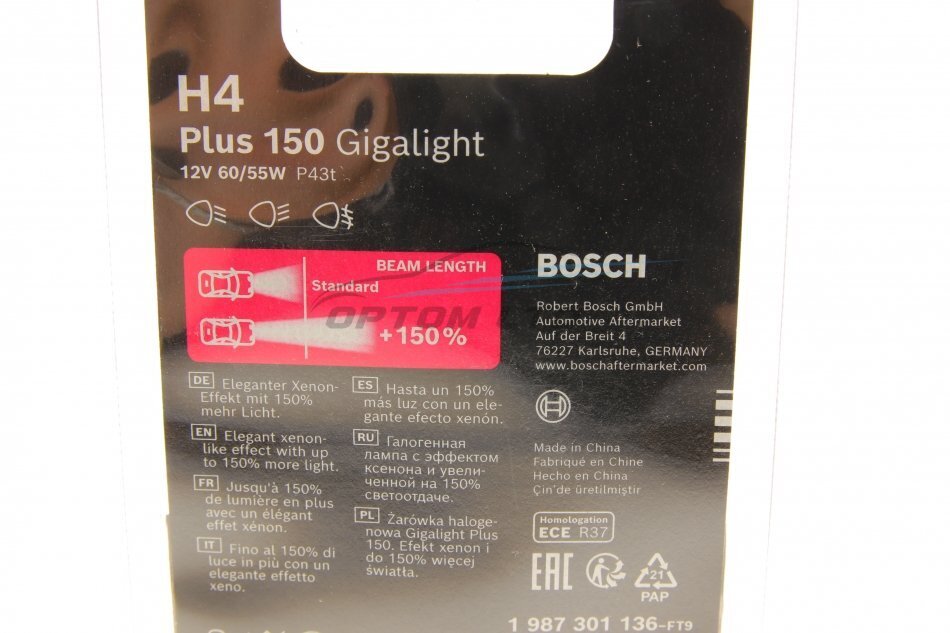 H4
Plus 150 Gigalight
12V 60/55W P43t
BEAM LENGTH
Standard
+150%
DE Eleganter Xenon-
Effekt mit 150%
mehr Licht.
EN Elegant xenon-
like effect with up
to 150% more light.
FR Jusqu'à 150%
de lumière en plus
avec un élégant
effet xénon.
IT Fino al 150% di
luce in più con un
elegante effetto
xeno.
ES Hasta un 150%
más luz con un ele-
gante efecto xenón.
RU Галогенная
лампа с эффектом
ксенона и увели-
ченной на 150%
светоотдаче.
PL Żarówka haloge-
nowa Gigalight Plus
150. Efekt xenon i
do 150% więcej
światła.
BOSCH
Robert Bosch GmbH
Automotive Aftermarket
Auf der Breit 4
76227 Karlsruhe, GERMANY
www.boschaftermarket.com
Made in China
Fabriqué en Chine
Hecho en China
Çin'de üretilmiştir
Homologation
ECE R37
EAC
21
PAP
1 987 301 136-FT9
OPTOM